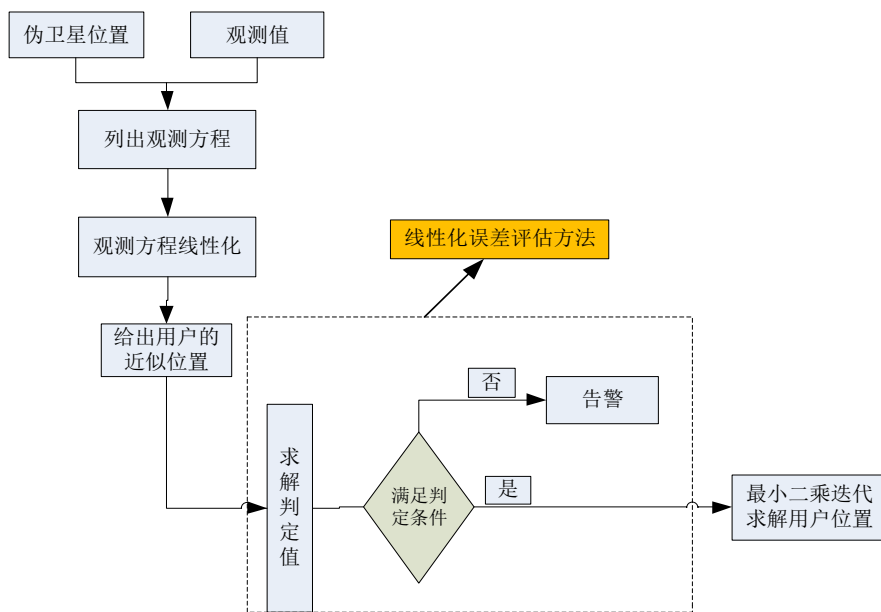 伪卫星位置
观测值
列出观测方程
观测方程线性化
线性化误差评估方法
给出用户的
近似位置
否
告警
求
解
判
定
值
满足判
定条件
是
最小二乘迭代
求解用户位置